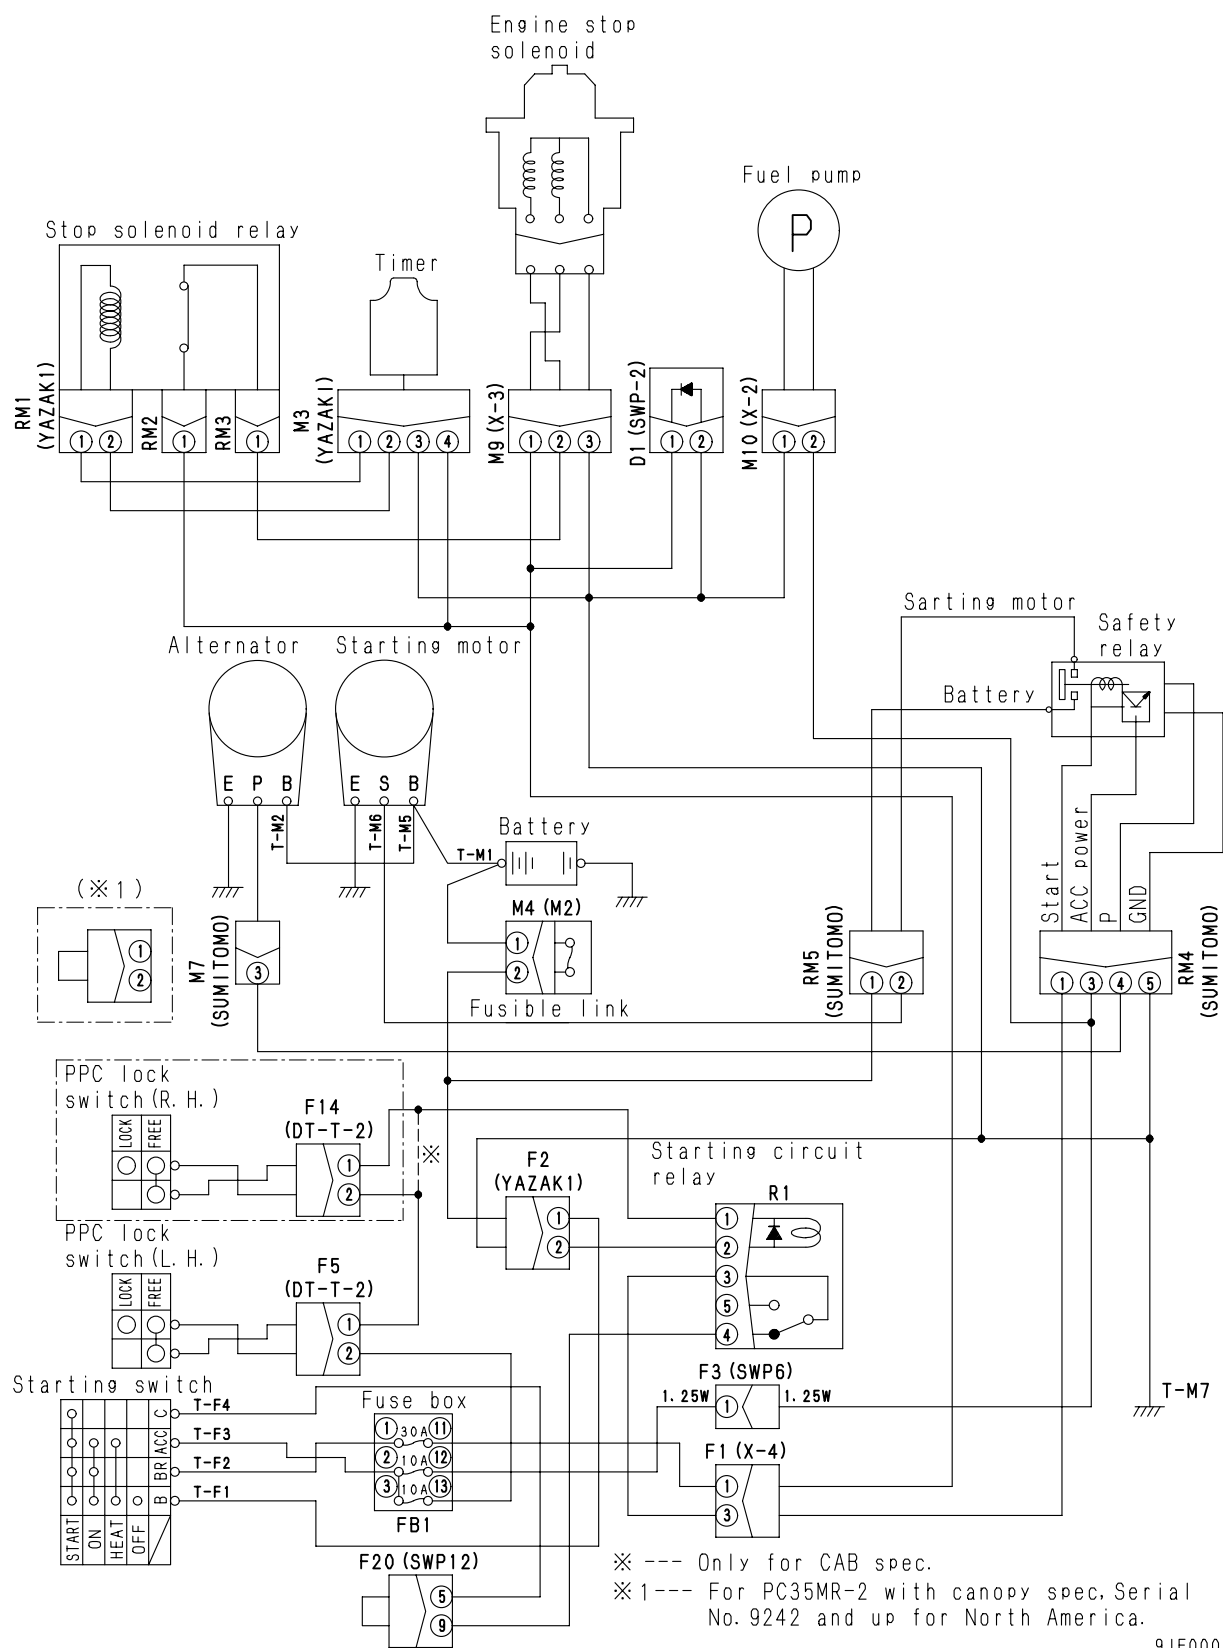 Engine stop
solenoid
Fuel pump
P
Stop solenoid relay
Timer
RM1
(YAZAK1)
1 2
RM2
1
RM3
1
M3
(YAZAK1)
1 2 3 4
M9 (X-3)
1 2 3
D1 (SWP-2)
1 2
M10 (X-2)
1 2
Sarting motor
Safety
relay
Battery
Alternator
Starting motor
E P B
E S B
T-M2
T-M6
T-M5
T-M1
Battery
Start
ACC power
P
GND
(※1)
1
2
M7
(SUMITOMO)
3
M4 (M2)
1
2
Fusible link
RM5
(SUMITOMO)
1 2
RM4
(SUMITOMO)
1 3 4 5
PPC lock
switch(R.H.)
LOCK
FREE
F14
(DT-T-2)
1
2
※
F2
(YAZAK1)
1
2
Starting circuit
relay
R1
1
2
3
5
4
PPC lock
switch(L.H.)
LOCK
FREE
F5
(DT-T-2)
1
2
Starting switch
C
ACC
BR
B
START
ON
HEAT
OFF
T-F4
T-F3
T-F2
T-F1
Fuse box
1 30A 11
2 10A 12
3 10A 13
FB1
F3 (SWP6)
1.25W 1 1.25W
T-M7
F1 (X-4)
1
3
F20 (SWP12)
5
9
※ --- Only for CAB spec.
※1--- For PC35MR-2 with canopy spec, Serial
No. 9242 and up for North America.